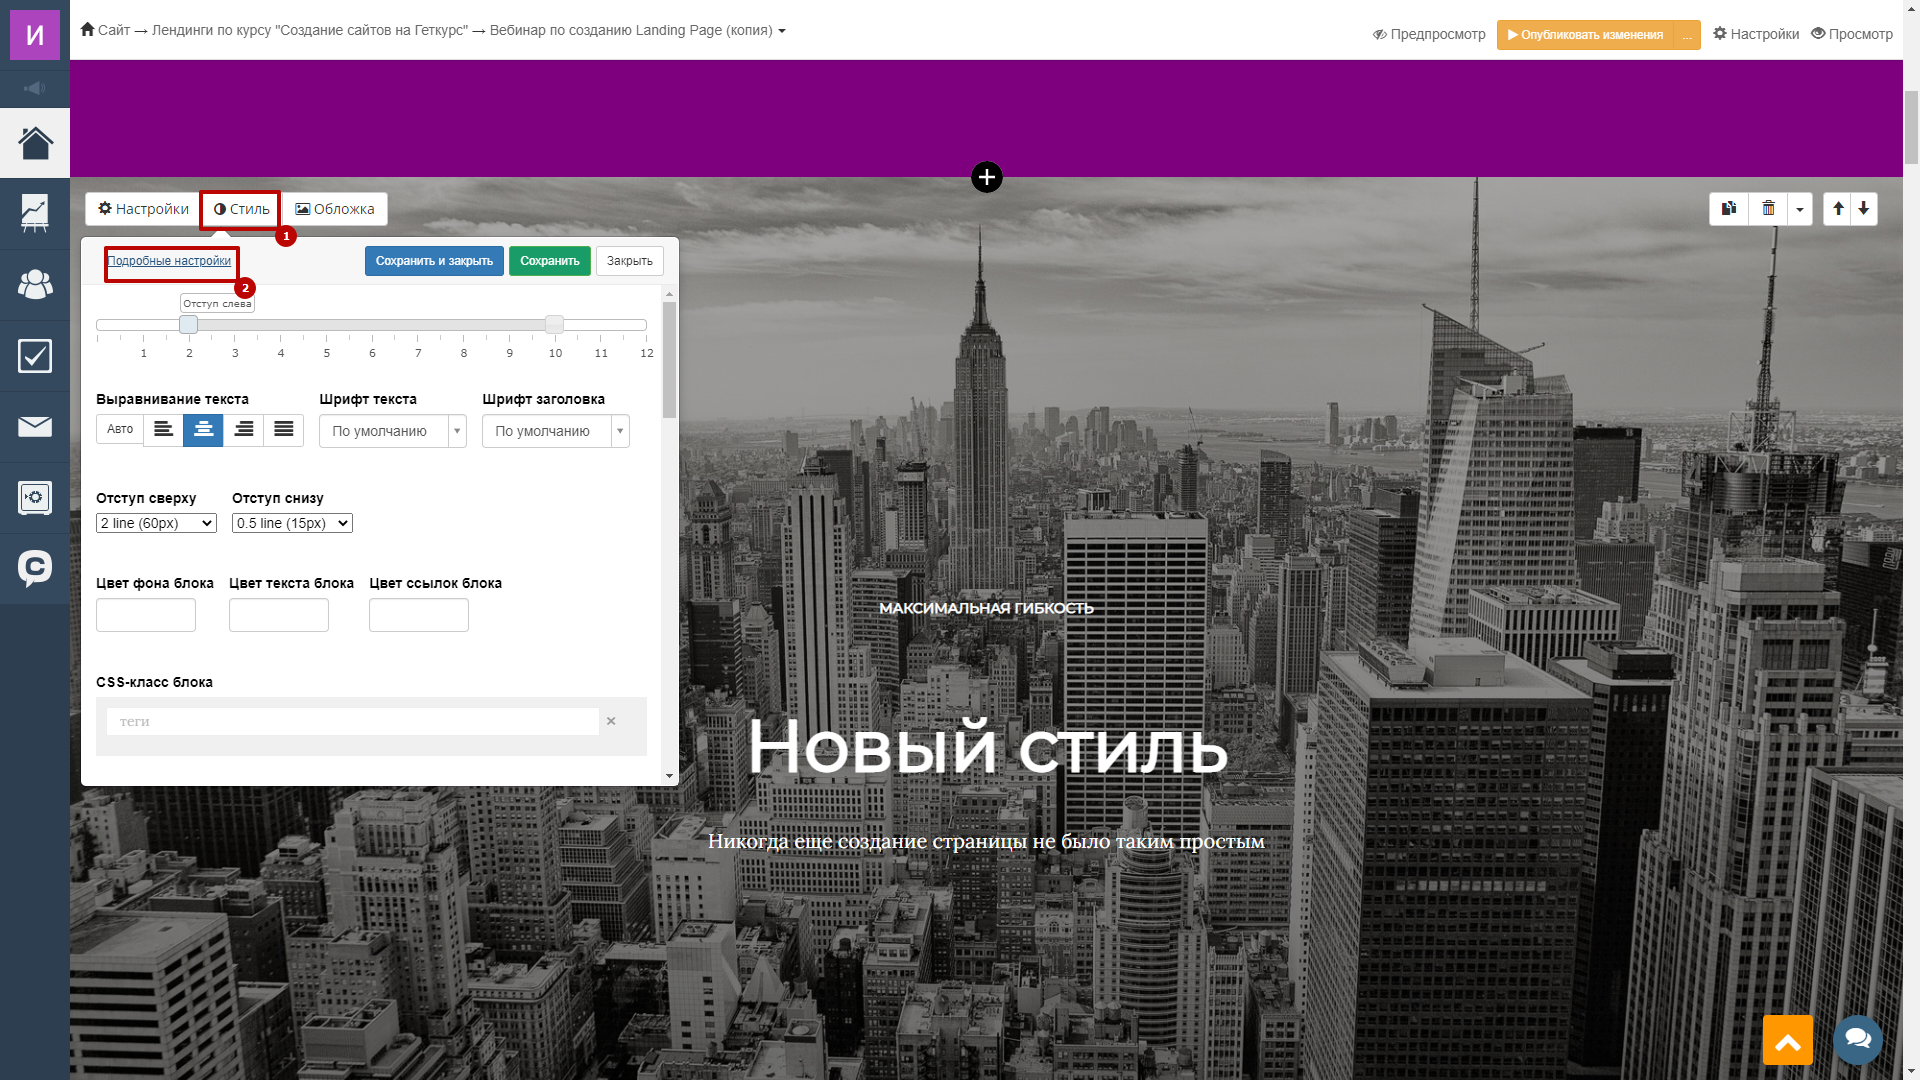 И
Сайт → Лендинги по курсу "Создание сайтов на Геткурс" → Вебинар по созданию Landing Page (копия)
Предпросмотр
Опубликовать изменения
...
Настройки
Просмотр
Настройки
Стиль
Обложка
1
Подробные настройки
Сохранить и закрыть
Сохранить
Закрыть
2
Отступ слева
1 2 3 4 5 6 7 8 9 10 11 12
Выравнивание текста
Шрифт текста
Шрифт заголовка
Авто
По умолчанию
По умолчанию
Отступ сверху
Отступ снизу
2 line (60px)
0.5 line (15px)
Цвет фона блока
Цвет текста блока
Цвет ссылок блока
CSS-класс блока
теги
×
МАКСИМАЛЬНАЯ ГИБКОСТЬ
Новый стиль
Никогда еще создание страницы не было таким простым